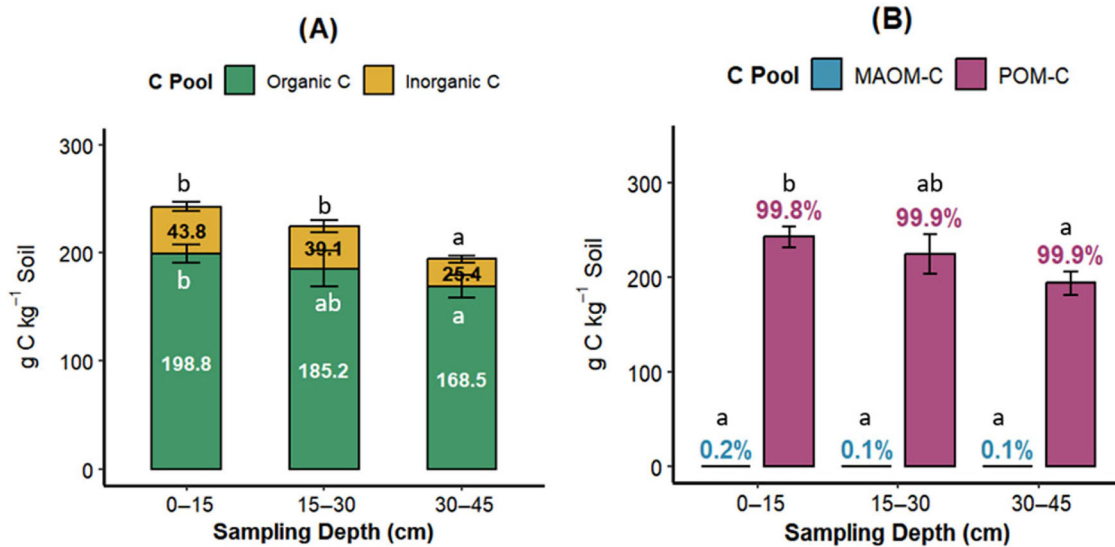 (A)
C Pool Organic C Inorganic C
g C kg⁻¹ Soil
300
200
100
0
b
43.8
b
198.8
b
39.1
ab
185.2
a
25.4
a
168.5
0–15
15–30
30–45
Sampling Depth (cm)
(B)
C Pool MAOM-C POM-C
g C kg⁻¹ Soil
300
200
100
0
a
0.2%
b
99.8%
a
0.1%
ab
99.9%
a
0.1%
a
99.9%
0–15
15–30
30–45
Sampling Depth (cm)